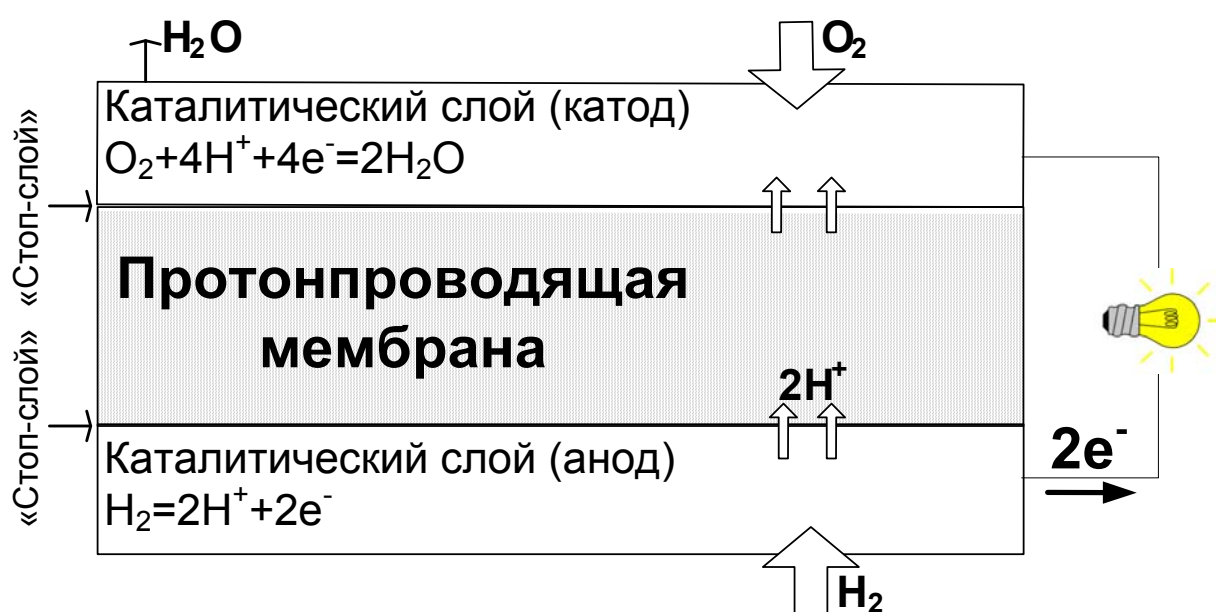 H₂O
O₂
Каталитический слой (катод)
O₂+4H⁺+4e⁻=2H₂O
«Стоп-слой»
Протонпроводящая
мембрана
2H⁺
«Стоп-слой»
Каталитический слой (анод)
H₂=2H⁺+2e⁻
2e⁻
H₂